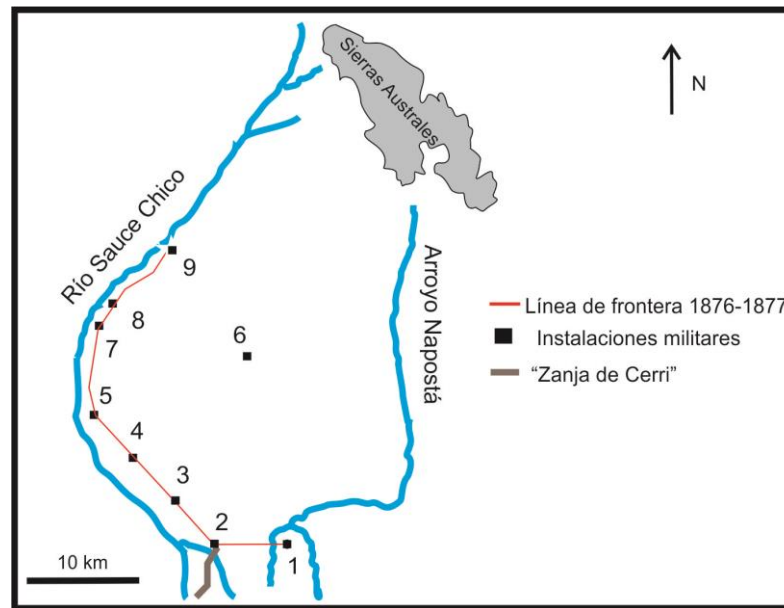 Sierras Australes
N
Río Sauce Chico
9
8
7
6
Arroyo Napostá
Línea de frontera 1876-1877
Instalaciones militares
“Zanja de Cerri”
5
4
3
2
1
10 km